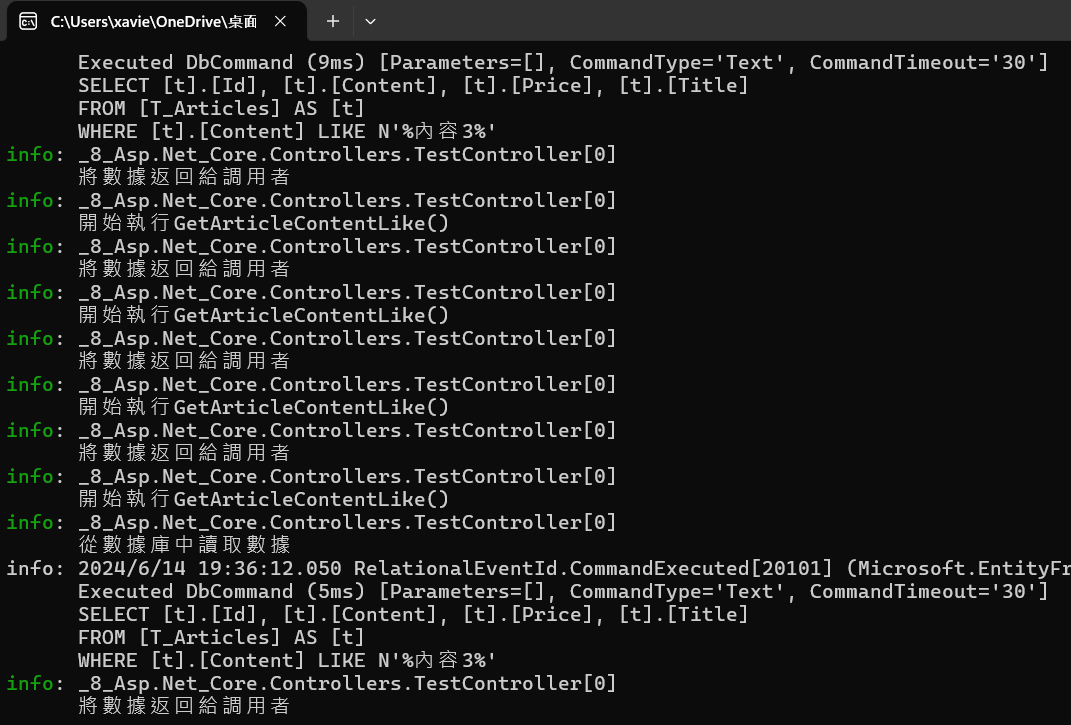 C:\Users\xavie\OneDrive\桌面
Executed DbCommand (9ms) [Parameters=[], CommandType='Text', CommandTimeout='30']
SELECT [t].[Id], [t].[Content], [t].[Price], [t].[Title]
FROM [T_Articles] AS [t]
WHERE [t].[Content] LIKE N'%內容3%'
info: _8_Asp.Net_Core.Controllers.TestController[0]
將數據返回給調用者
info: _8_Asp.Net_Core.Controllers.TestController[0]
開始執行GetArticleContentLike()
info: _8_Asp.Net_Core.Controllers.TestController[0]
將數據返回給調用者
info: _8_Asp.Net_Core.Controllers.TestController[0]
開始執行GetArticleContentLike()
info: _8_Asp.Net_Core.Controllers.TestController[0]
將數據返回給調用者
info: _8_Asp.Net_Core.Controllers.TestController[0]
開始執行GetArticleContentLike()
info: _8_Asp.Net_Core.Controllers.TestController[0]
將數據返回給調用者
info: _8_Asp.Net_Core.Controllers.TestController[0]
開始執行GetArticleContentLike()
info: _8_Asp.Net_Core.Controllers.TestController[0]
從數據庫中讀取數據
info: 2024/6/14 19:36:12.050 RelationalEventId.CommandExecuted[20101] (Microsoft.EntityFr
Executed DbCommand (5ms) [Parameters=[], CommandType='Text', CommandTimeout='30']
SELECT [t].[Id], [t].[Content], [t].[Price], [t].[Title]
FROM [T_Articles] AS [t]
WHERE [t].[Content] LIKE N'%內容3%'
info: _8_Asp.Net_Core.Controllers.TestController[0]
將數據返回給調用者